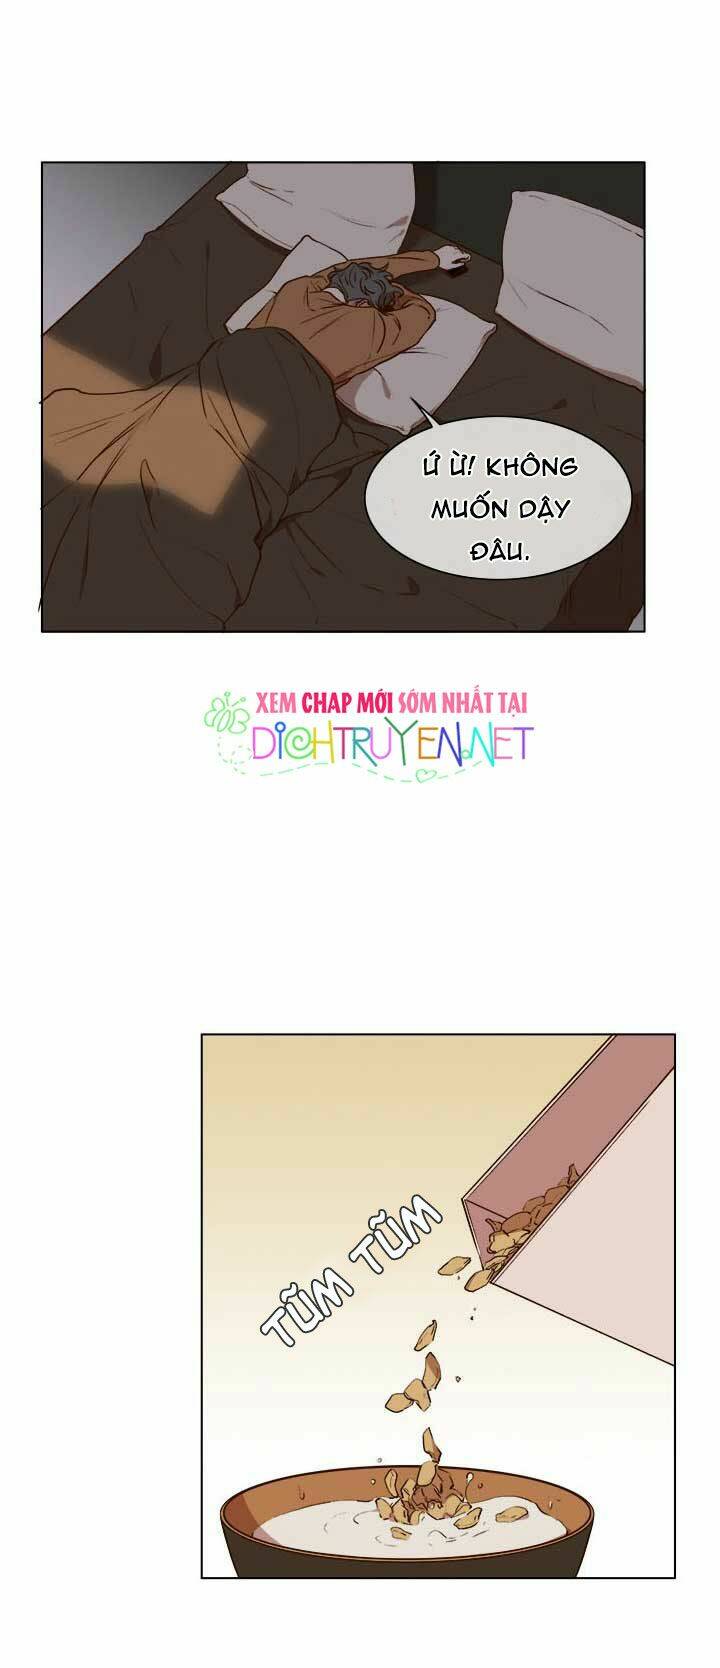 Ứ Ừ! KHÔNG
MUỐN DẬY
ĐÂU.
XEM CHAP MỚI SỚM NHẤT TẠI
DICHTRUYEN.NET
TŨM TŨM